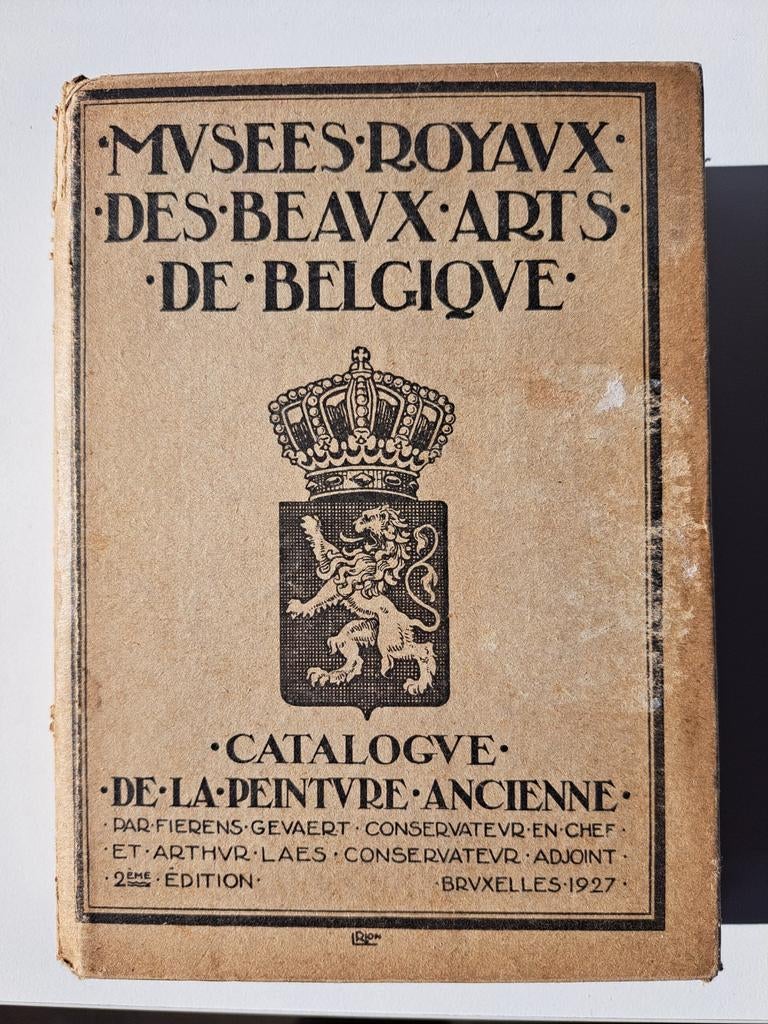 ·MVSEES·ROYAVX·
·DES·BEAVX·ARTS·
·DE·BELGIQVE·
·CATALOGVE·
·DE·LA·PEINTVRE·ANCIENNE·
·PAR·FIERENS·GEVAERT·CONSERVATEVR·EN·CHEF·
·ET·ARTHVR·LAES·CONSERVATEVR·ADJOINT·
·2ÈME·ÉDITION· ·BRVXELLES·1927·